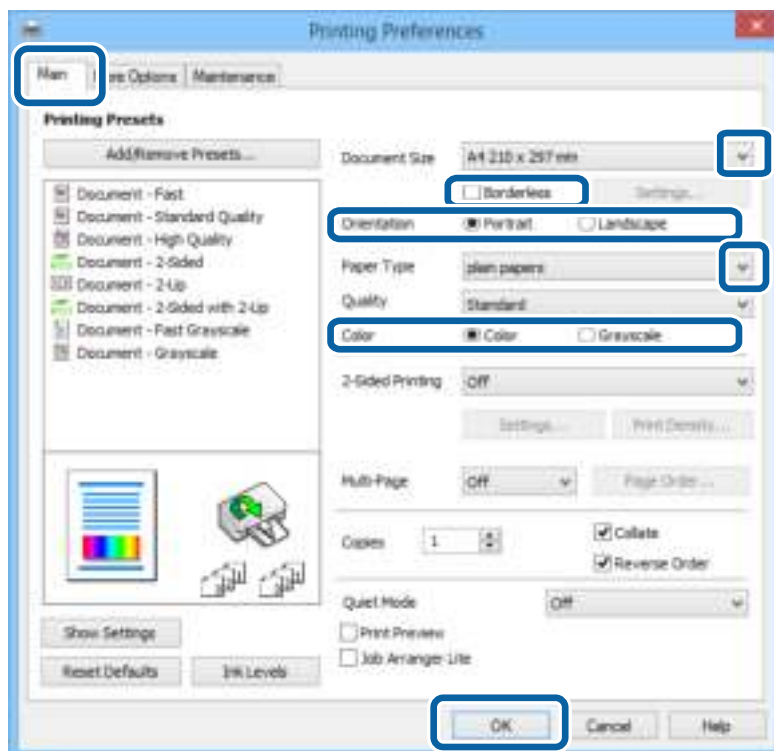 Printing Preferences
Main More Options Maintenance
Printing Presets
Add/Remove Presets...
Document - Fast
Document - Standard Quality
Document - High Quality
Document - 2-Sided
Document - 2-Up
Document - 2-Sided with 2-Up
Document - Fast Grayscale
Document - Grayscale
Show Settings
Reset Defaults Ink Levels
Document Size A4 210 x 297 mm
Borderless Settings...
Orientation Portrait Landscape
Paper Type plain papers
Quality Standard
Color Color Grayscale
2-Sided Printing Off
Settings... Print Density...
Multi-Page Off Page Order...
Copies 1 Collate
Reverse Order
Quiet Mode Off
Print Preview
Job Arranger Lite
OK Cancel Help